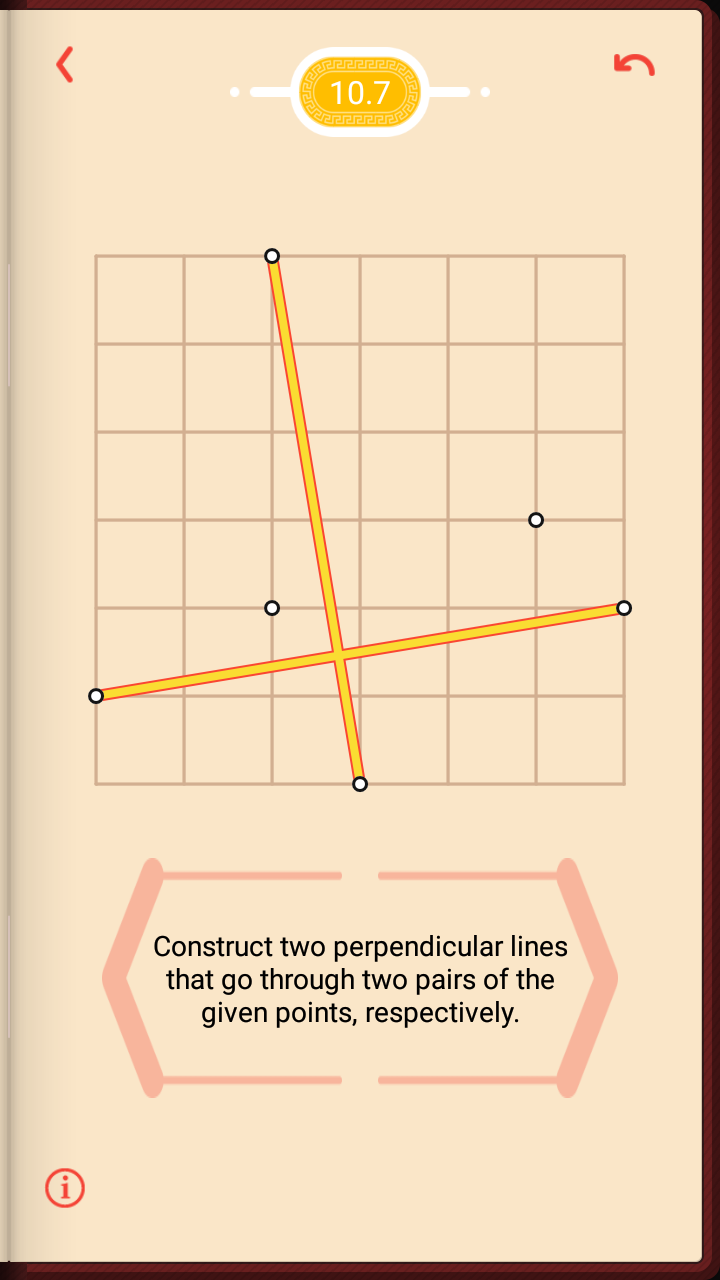 10.7
Construct two perpendicular lines
that go through two pairs of the
given points, respectively.
i